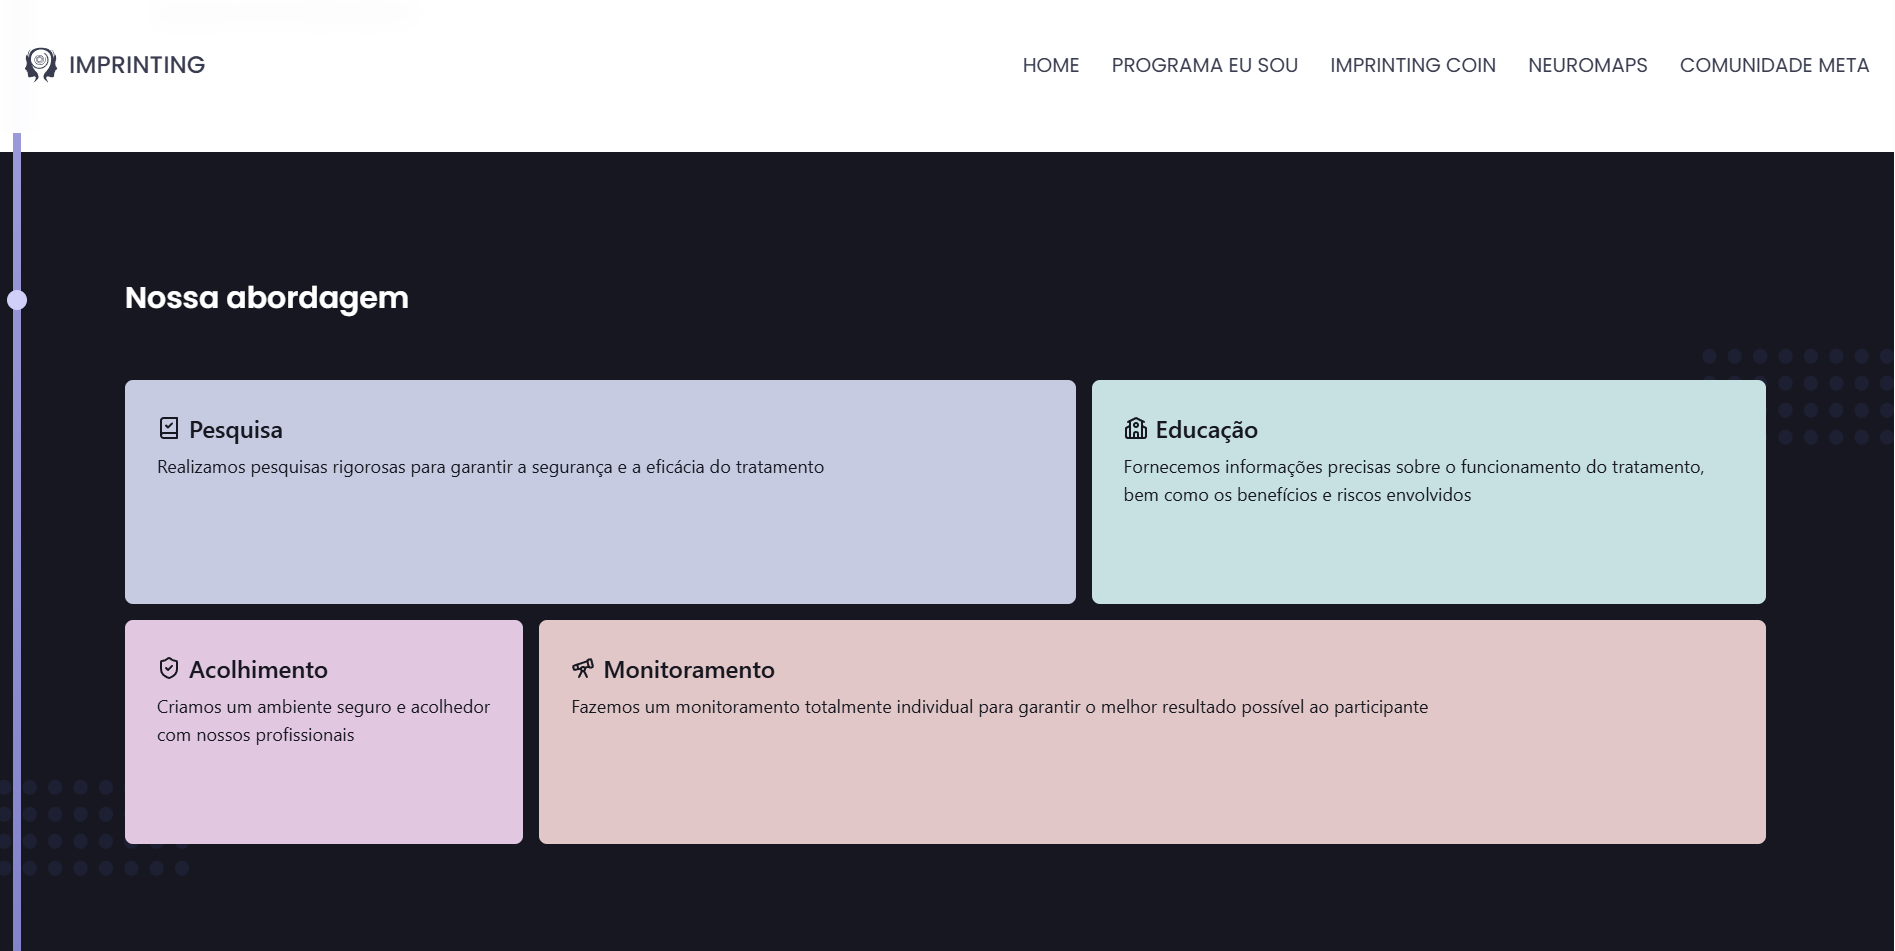 IMPRINTING
HOME
PROGRAMA EU SOU
IMPRINTING COIN
NEUROMAPS
COMUNIDADE META
Nossa abordagem
Pesquisa
Realizamos pesquisas rigorosas para garantir a segurança e a eficácia do tratamento
Educação
Fornecemos informações precisas sobre o funcionamento do tratamento,
bem como os benefícios e riscos envolvidos
Acolhimento
Criamos um ambiente seguro e acolhedor
com nossos profissionais
Monitoramento
Fazemos um monitoramento totalmente individual para garantir o melhor resultado possível ao participante